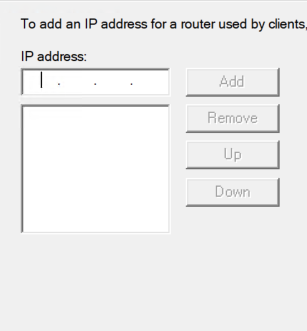 To add an IP address for a router used by clients,
IP address:
. . .
Add
Remove
Up
Down